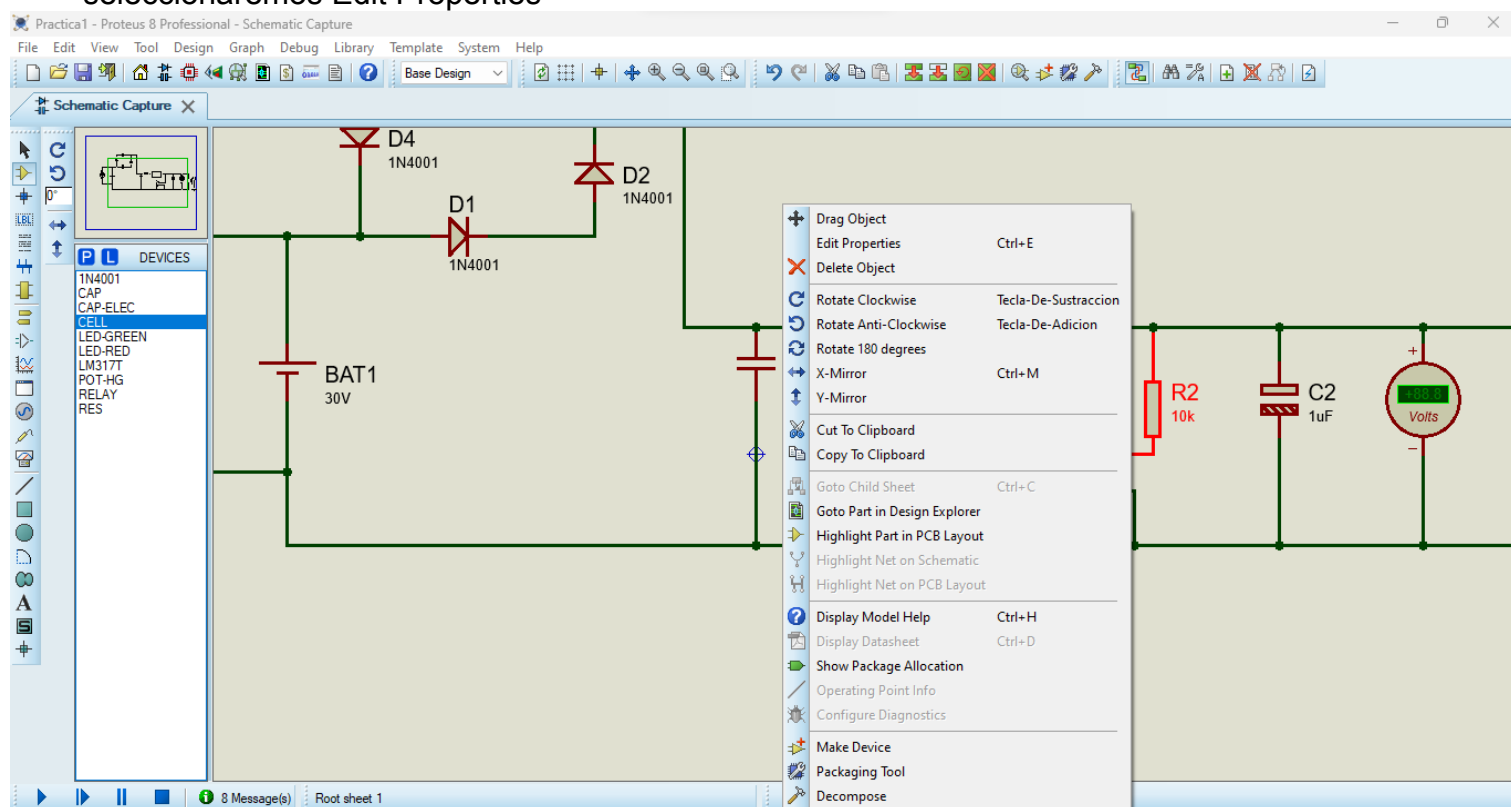 seleccionaremos Edit Properties
Practica1 - Proteus 8 Professional - Schematic Capture
File Edit View Tool Design Graph Debug Library Template System Help
Base Design
Schematic Capture
0°
LBL
P L DEVICES
1N4001
CAP
CAP-ELEC
CELL
LED-GREEN
LED-RED
LM317T
POT-HG
RELAY
RES
A
S
D4
1N4001
D2
1N4001
D1
1N4001
BAT1
30V
Drag Object
Edit Properties Ctrl+E
Delete Object
Rotate Clockwise Tecla-De-Sustraccion
Rotate Anti-Clockwise Tecla-De-Adicion
Rotate 180 degrees
X-Mirror Ctrl+M
Y-Mirror
Cut To Clipboard
Copy To Clipboard
Goto Child Sheet Ctrl+C
Goto Part in Design Explorer
Highlight Part in PCB Layout
Highlight Net on Schematic
Highlight Net on PCB Layout
Display Model Help Ctrl+H
Display Datasheet Ctrl+D
Show Package Allocation
Operating Point Info
Configure Diagnostics
Make Device
Packaging Tool
Decompose
R2
10k
C2
1uF
+
+88.8
Volts
−
8 Message(s) Root sheet 1